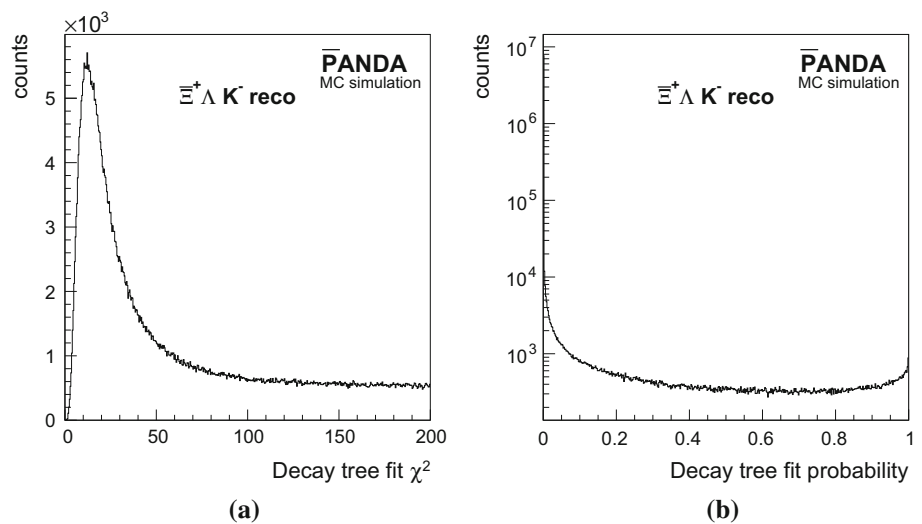 ×10³
counts
5
4
3
2
1
0
P̅ANDA
MC simulation
Ξ̅⁺ Λ K⁻ reco
0 50 100 150 200
Decay tree fit χ²
(a)
counts
10⁷
10⁶
10⁵
10⁴
10³
P̅ANDA
MC simulation
Ξ̅⁺ Λ K⁻ reco
0 0.2 0.4 0.6 0.8 1
Decay tree fit probability
(b)